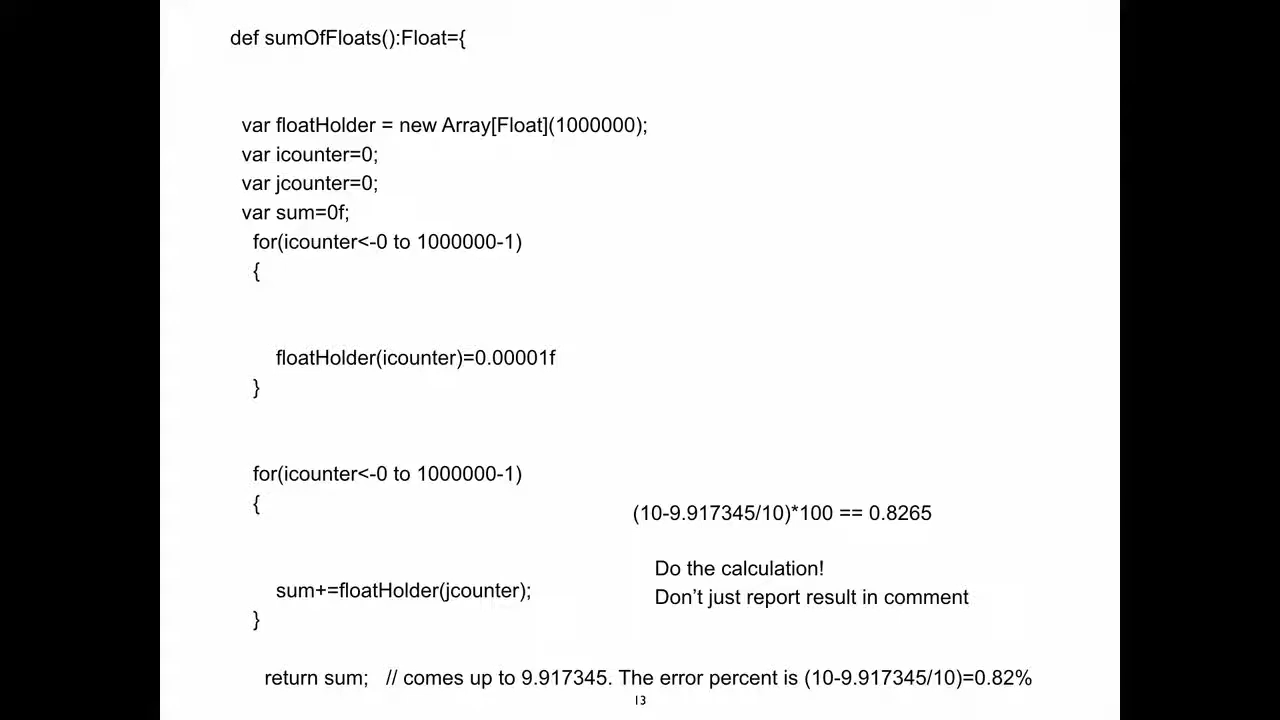 def sumOfFloats():Float={
var floatHolder = new Array[Float](1000000);
var icounter=0;
var jcounter=0;
var sum=0f;
for(icounter<-0 to 1000000-1)
{
floatHolder(icounter)=0.00001f
}
for(icounter<-0 to 1000000-1)
{
(10-9.917345/10)*100 == 0.8265
Do the calculation!
sum+=floatHolder(jcounter);
Don't just report result in comment
}
return sum; // comes up to 9.917345. The error percent is (10-9.917345/10)=0.82%
13